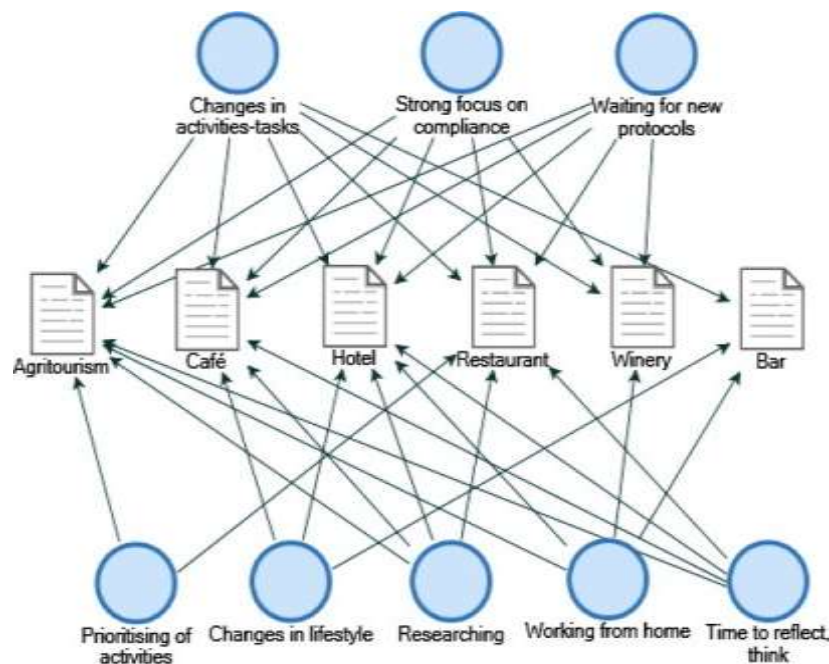 Changes in
activities-tasks
Strong focus on
compliance
Waiting for new
protocols
Agritourism
Café
Hotel
Restaurant
Winery
Bar
Prioritising of
activities
Changes in lifestyle
Researching
Working from home
Time to reflect,
think